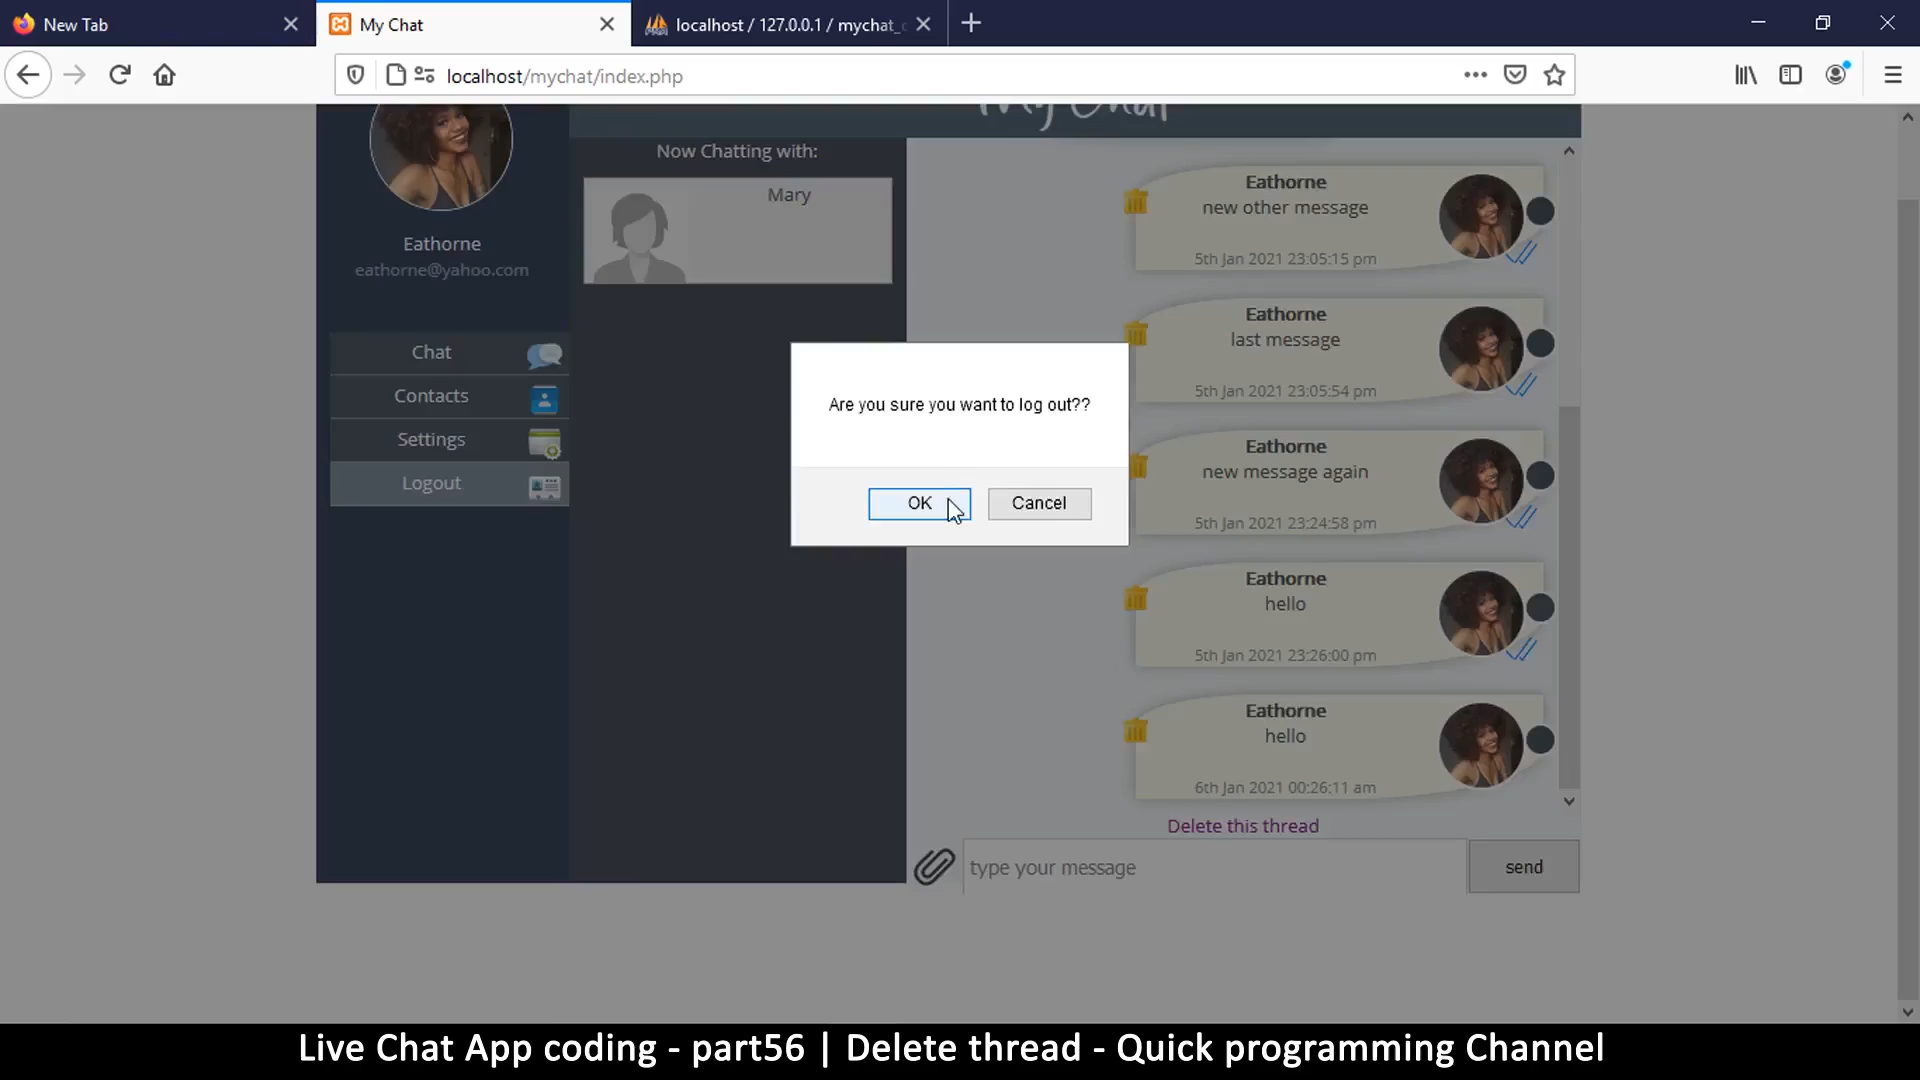 New Tab
My Chat
localhost / 127.0.0.1 / mychat_
localhost/mychat/index.php
My Chat
Now Chatting with:
Mary
Eathorne
eathorne@yahoo.com
Chat
Contacts
Settings
Logout
Eathorne
new other message
5th Jan 2021 23:05:15 pm
Eathorne
last message
5th Jan 2021 23:05:54 pm
Eathorne
new message again
5th Jan 2021 23:24:58 pm
Eathorne
hello
5th Jan 2021 23:26:00 pm
Eathorne
hello
6th Jan 2021 00:26:11 am
Delete this thread
type your message
send
Are you sure you want to log out??
OK
Cancel
Live Chat App coding - part56 | Delete thread - Quick programming Channel